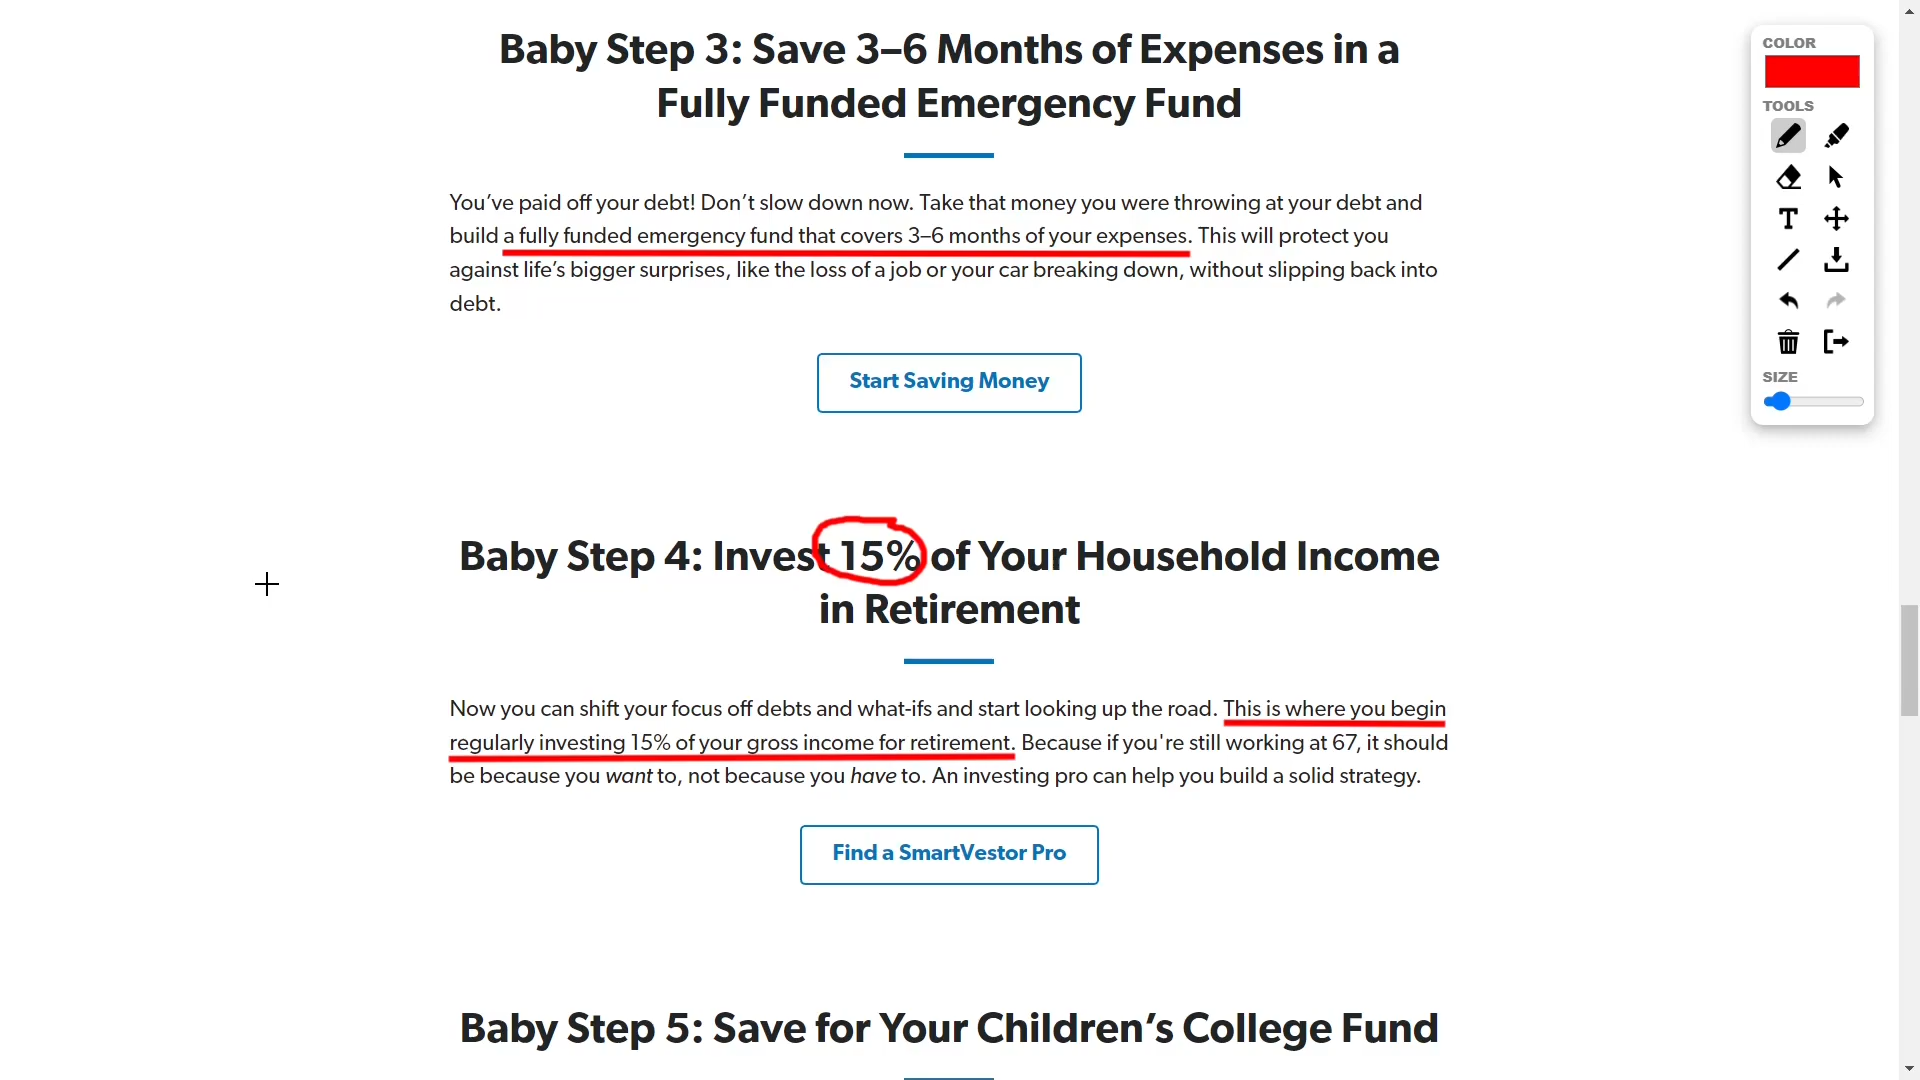 Baby Step 3: Save 3–6 Months of Expenses in a
Fully Funded Emergency Fund
You’ve paid off your debt! Don’t slow down now. Take that money you were throwing at your debt and
build a fully funded emergency fund that covers 3–6 months of your expenses. This will protect you
against life’s bigger surprises, like the loss of a job or your car breaking down, without slipping back into
debt.
Start Saving Money
Baby Step 4: Invest 15% of Your Household Income
in Retirement
Now you can shift your focus off debts and what-ifs and start looking up the road. This is where you begin
regularly investing 15% of your gross income for retirement. Because if you're still working at 67, it should
be because you want to, not because you have to. An investing pro can help you build a solid strategy.
Find a SmartVestor Pro
Baby Step 5: Save for Your Children’s College Fund
COLOR
TOOLS
SIZE